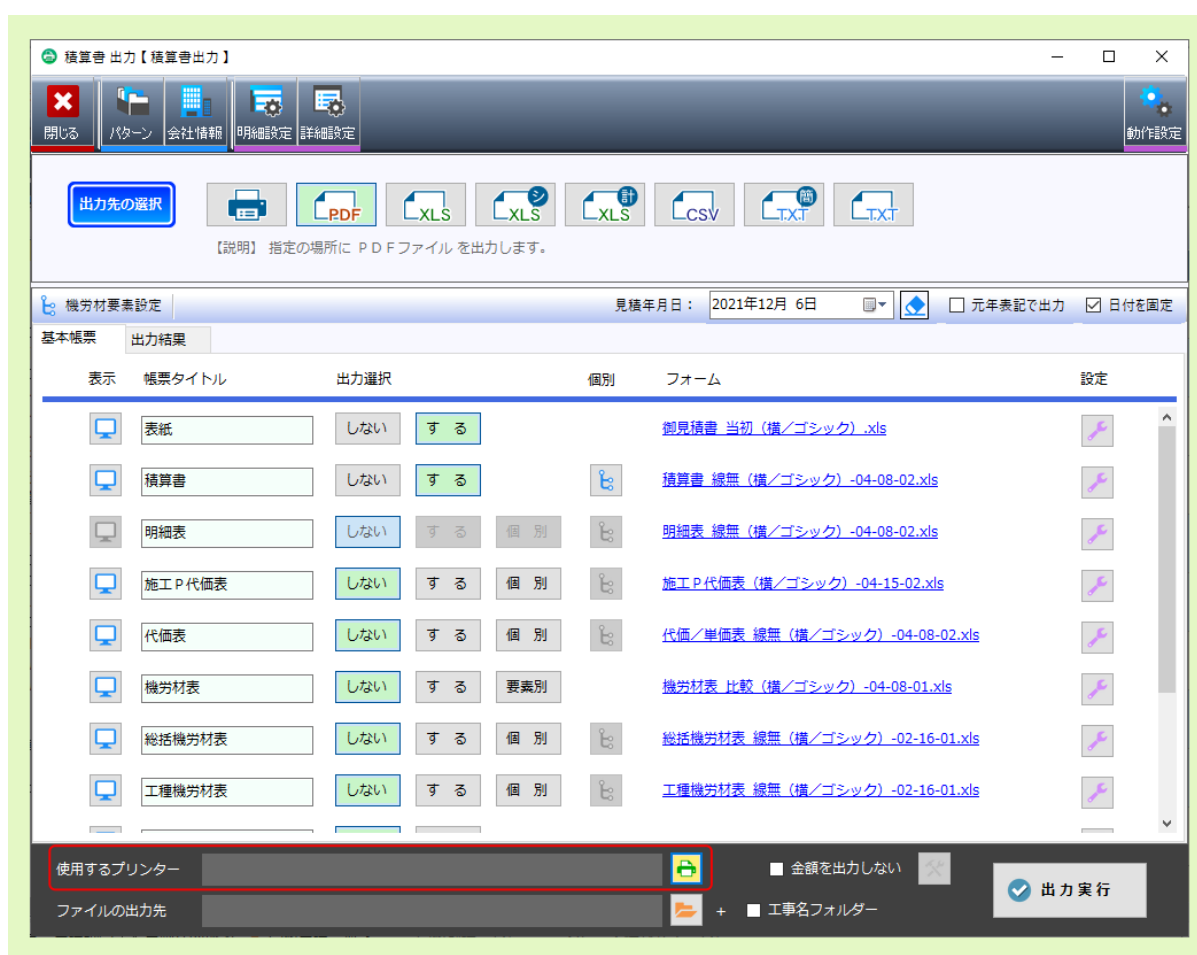 積算書 出力【 積算書出力 】
閉じる パターン 会社情報 明細設定 詳細設定 動作設定
出力先の選択 PDF XLS シ XLS 計 XLS CSV 簡 TXT TXT
【説明】 指定の場所に ＰＤＦファイル を出力します。
機労材要素設定 見積年月日： 2021年12月 6日 元年表記で出力 日付を固定
基本帳票 出力結果
表示 帳票タイトル 出力選択 個別 フォーム 設定
表紙 しない す る 御見積書 当初（横／ゴシック）.xls
積算書 しない す る 積算書 線無（横／ゴシック）-04-08-02.xls
明細表 しない す る 個 別 明細表 線無（横／ゴシック）-04-08-02.xls
施工Ｐ代価表 しない す る 個 別 施工Ｐ代価表（横／ゴシック）-04-15-02.xls
代価表 しない す る 個 別 代価／単価表 線無（横／ゴシック）-04-08-02.xls
機労材表 しない す る 要素別 機労材表 比較（横／ゴシック）-04-08-01.xls
総括機労材表 しない す る 個 別 総括機労材表 線無（横／ゴシック）-02-16-01.xls
工種機労材表 しない す る 個 別 工種機労材表 線無（横／ゴシック）-02-16-01.xls
使用するプリンター 金額を出力しない
出力実行
ファイルの出力先 + 工事名フォルダー